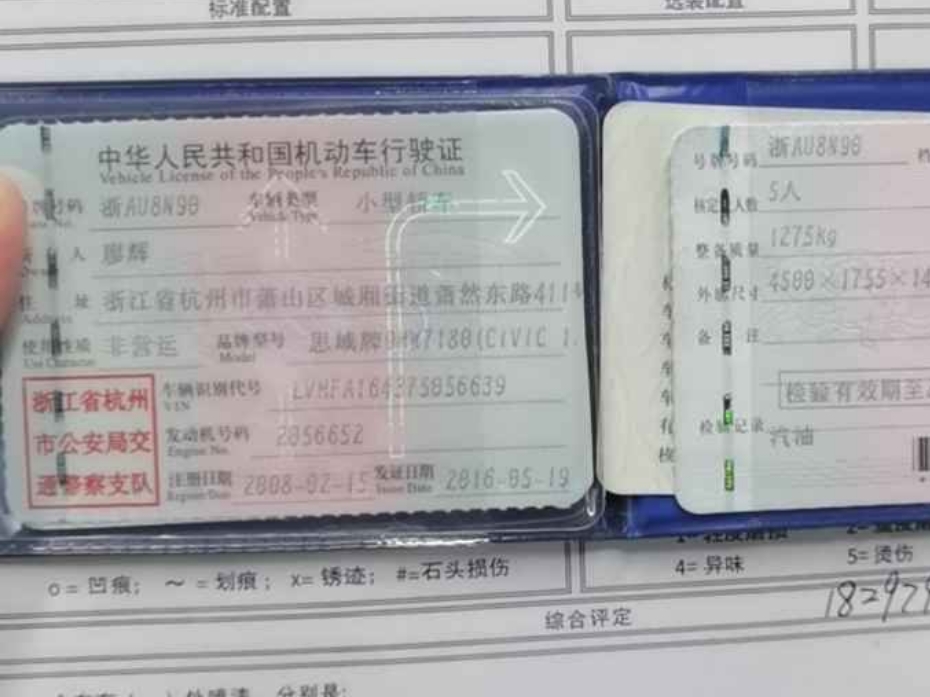 标准配置
选装配置
中华人民共和国机动车行驶证
Vehicle License of the People's Republic of China
号牌号码 浙AU8N90 车辆类型 小型轿车
Vehicle Type
人 廖辉
住 址 浙江省杭州市萧山区城厢街道萧然东路411
Address
使用性质 非营运 品牌型号 思域牌DHW7180(CIVIC 1.
Use Character Model
浙江省杭州
市公安局交
通警察支队
车辆识别代号 LVHFA164375056639
VIN
发动机号码 2056652
Engine No.
注册日期 2008-02-15 发证日期 2016-05-19
Register Date Issue Date
号牌号码 浙AU8N90
核定人数 5人
整备质量 1275kg
外廓尺寸 4500×1755×14
备 注
检验有效期至
检验记录 汽油
o=凹痕; ～=划痕; x=锈迹; #=石头损伤
4=异味 5=烫伤
综合评定